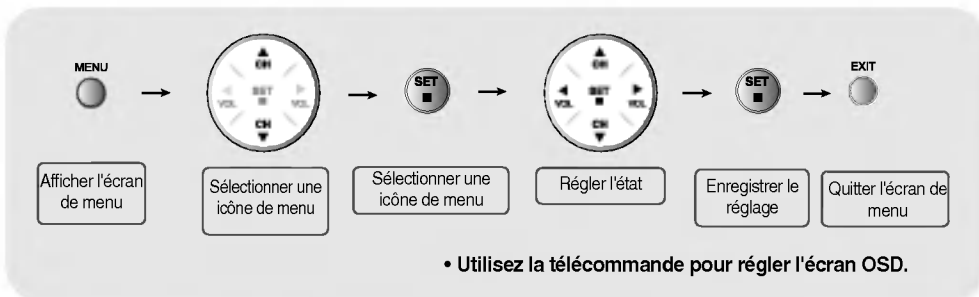 MENU
▲
CH
◄ SET ►
VOL ■ VOL
CH
▼
SET
■
▲
CH
◄ SET ►
VOL. ■ VOL.
CH
▼
SET
■
EXIT
Afficher l'écran
de menu
Sélectionner une
icône de menu
Sélectionner une
icône de menu
Régler l'état
Enregistrer le
réglage
Quitter l'écran de
menu
• Utilisez la télécommande pour régler l'écran OSD.